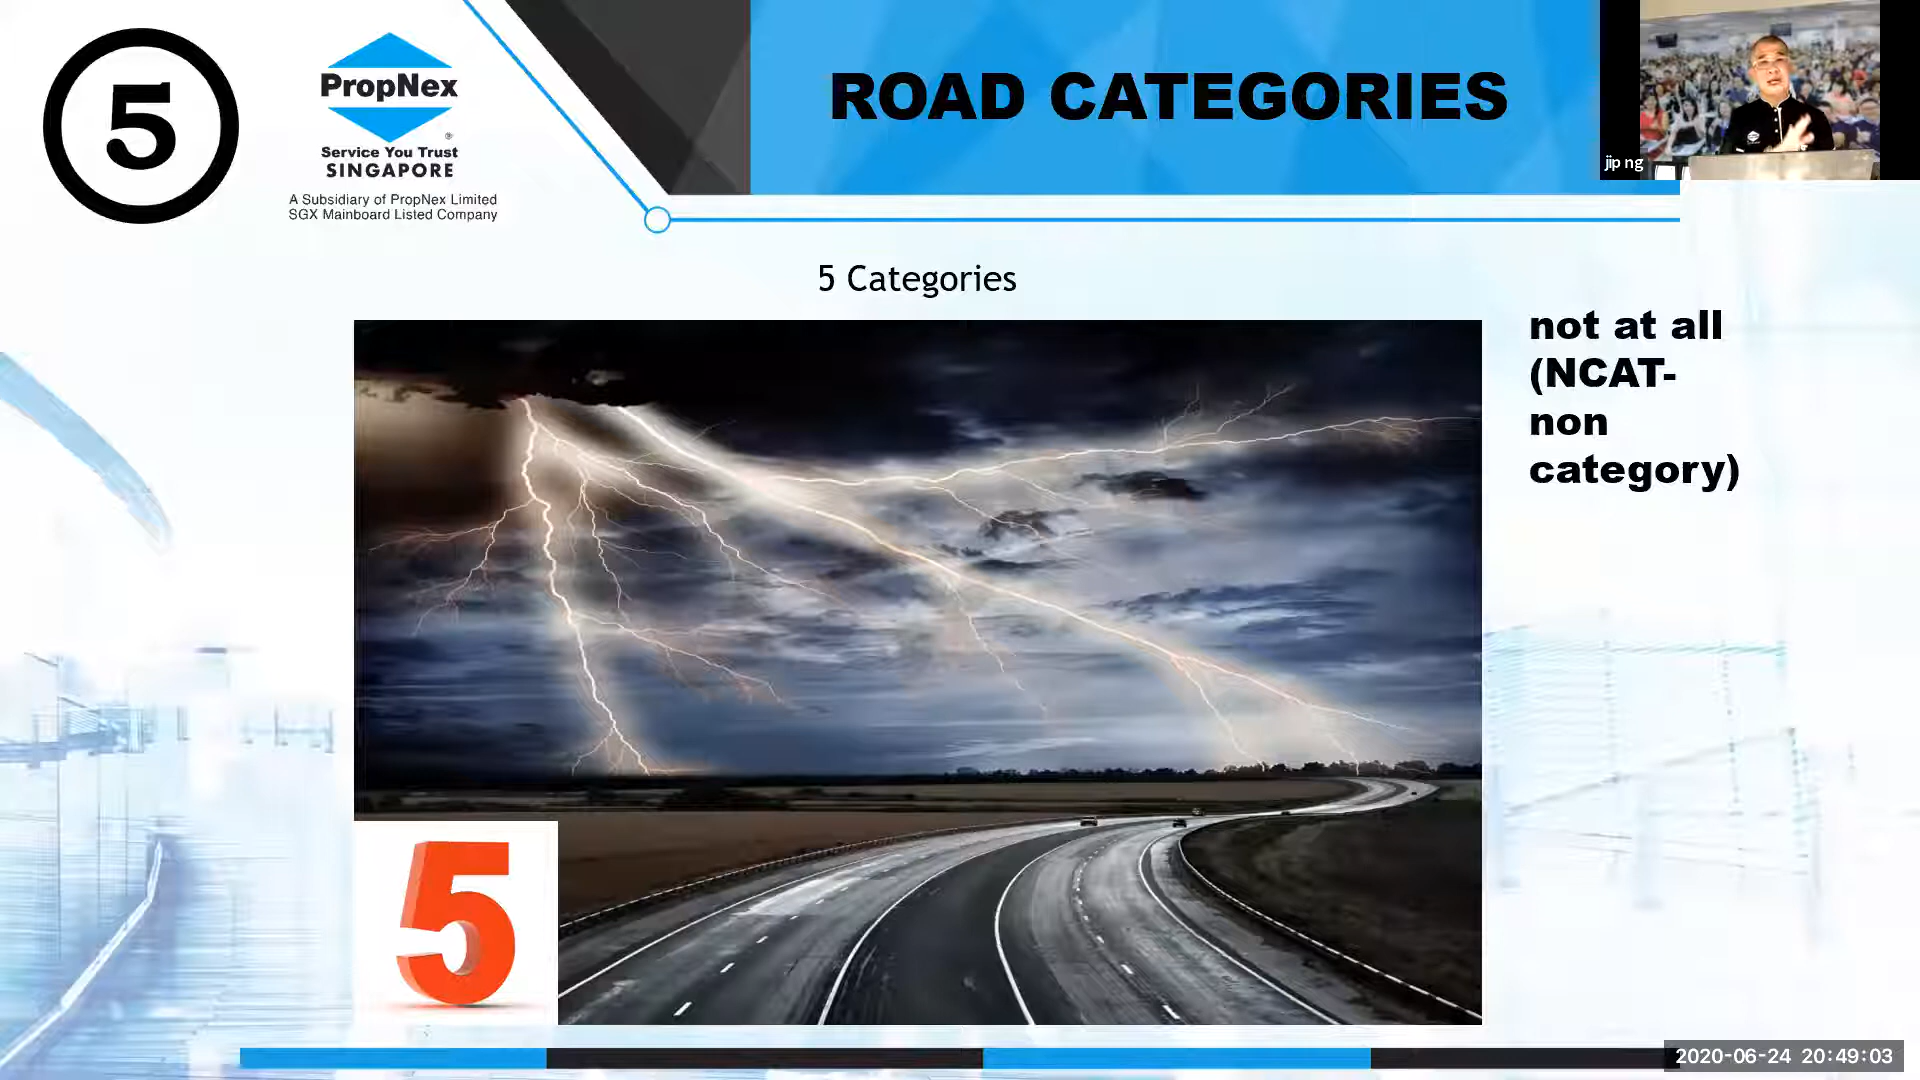 5
PropNex
®
Service You Trust
SINGAPORE
A Subsidiary of PropNex Limited
SGX Mainboard Listed Company
ROAD CATEGORIES
jip ng
5 Categories
not at all
(NCAT-
non
category)
5
2020-06-24 20:49:03